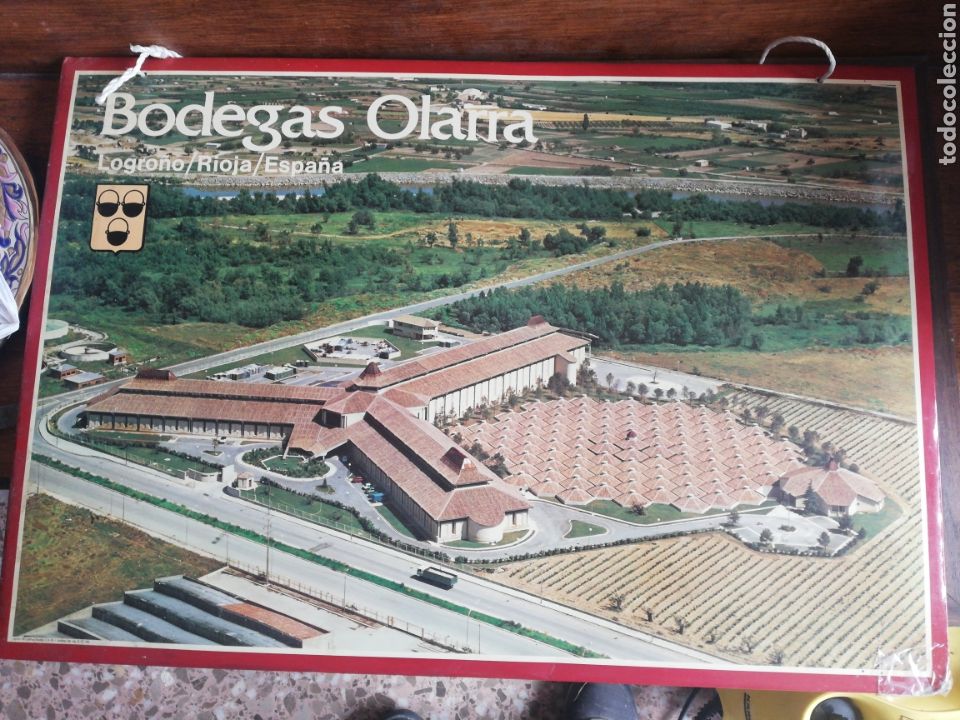 Bodegas Olarra
Logroño/Rioja/España
todocoleccion